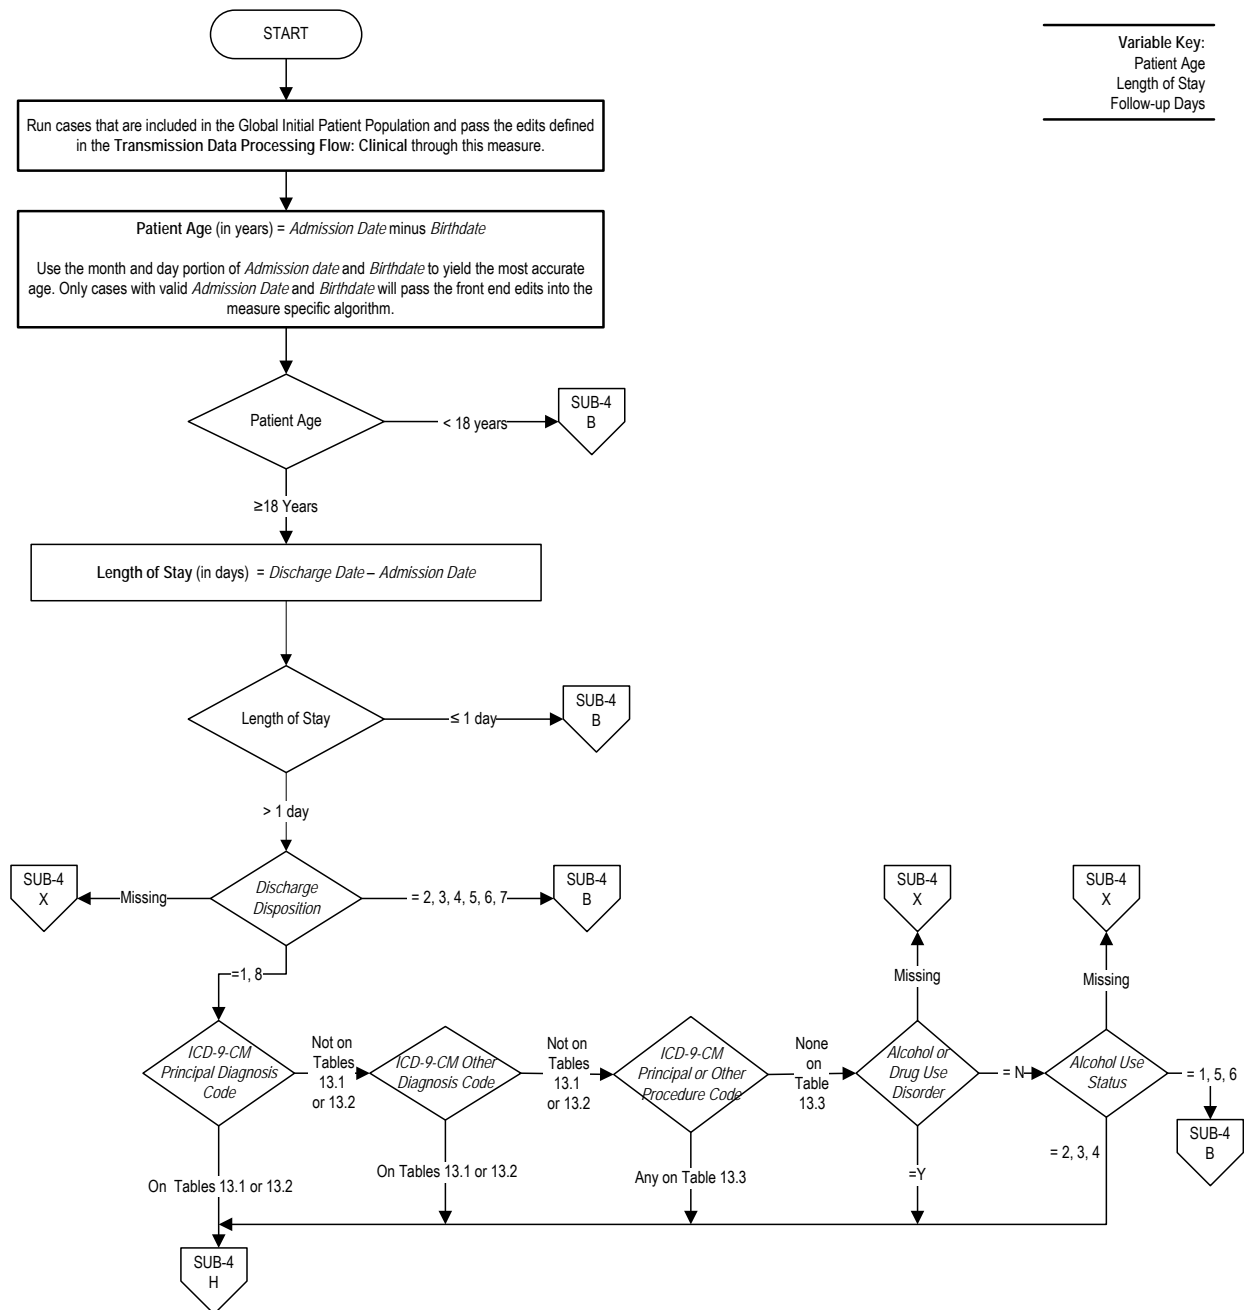 START
Variable Key:
Patient Age
Length of Stay
Follow-up Days
Run cases that are included in the Global Initial Patient Population and pass the edits defined
in the Transmission Data Processing Flow: Clinical through this measure.
Patient Age (in years) = Admission Date minus Birthdate
Use the month and day portion of Admission date and Birthdate to yield the most accurate
age. Only cases with valid Admission Date and Birthdate will pass the front end edits into the
measure specific algorithm.
Patient Age
< 18 years
SUB-4
B
≥18 Years
Length of Stay (in days) = Discharge Date – Admission Date
Length of Stay
≤ 1 day
SUB-4
B
> 1 day
SUB-4
X
Missing
Discharge
Disposition
= 2, 3, 4, 5, 6, 7
SUB-4
B
=1, 8
ICD-9-CM
Principal Diagnosis
Code
Not on
Tables
13.1
or 13.2
ICD-9-CM Other
Diagnosis Code
Not on
Tables
13.1
or 13.2
ICD-9-CM
Principal or Other
Procedure Code
None
on
Table
13.3
SUB-4
X
Missing
Alcohol or
Drug Use
Disorder
= N
SUB-4
X
Missing
Alcohol Use
Status
= 1, 5, 6
SUB-4
B
On Tables 13.1 or 13.2
On Tables 13.1 or 13.2
Any on Table 13.3
=Y
= 2, 3, 4
SUB-4
H